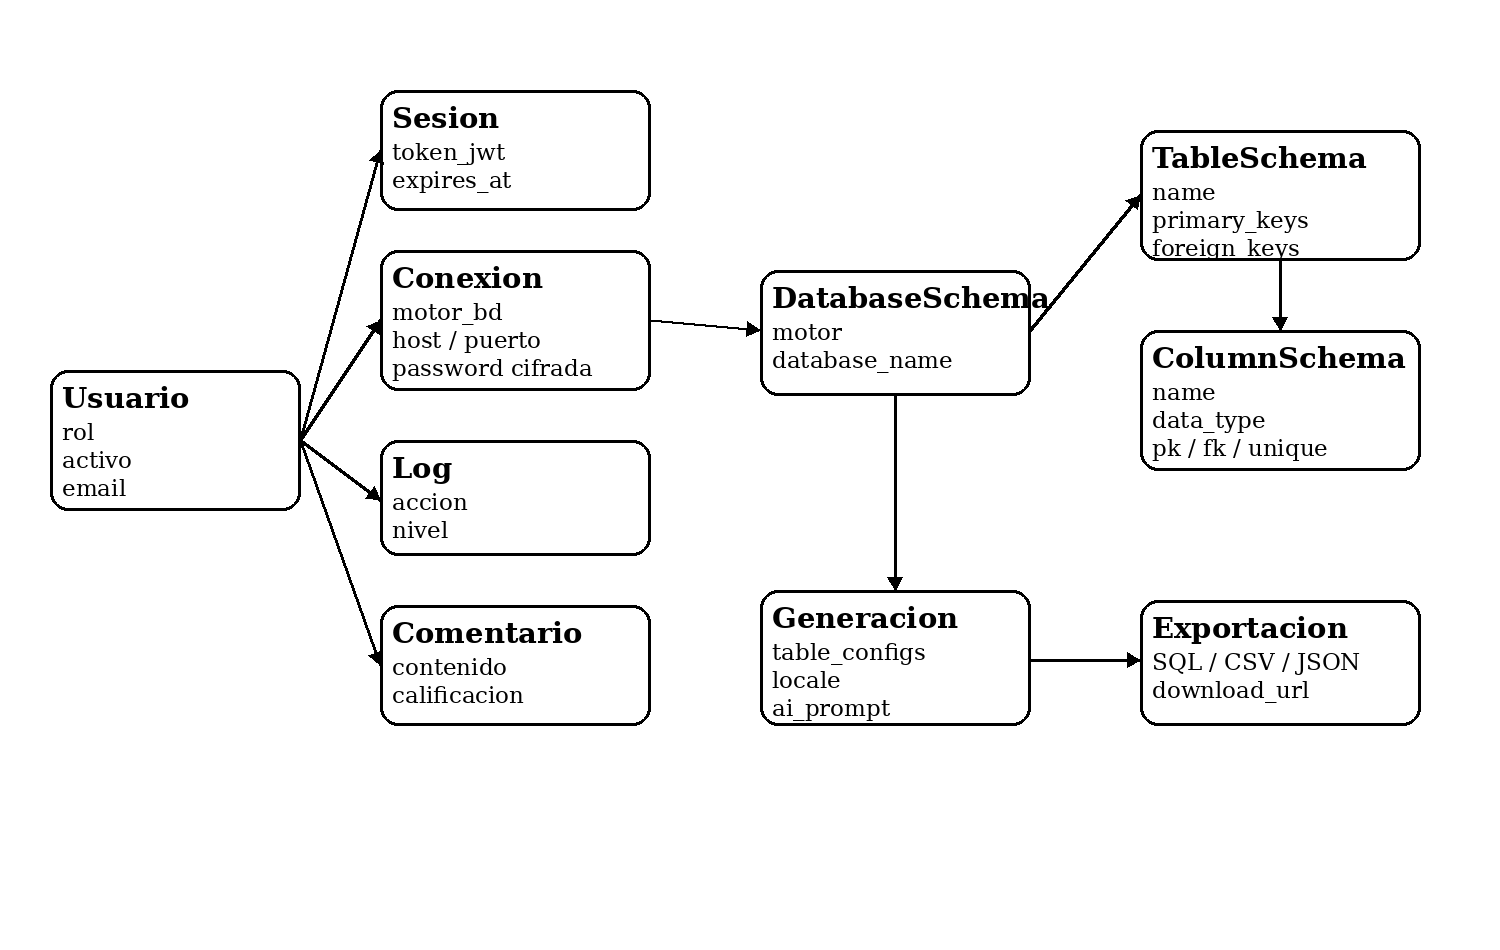 Sesion
token_jwt
expires_at
Conexion
motor_bd
host / puerto
password cifrada
Usuario
rol
activo
email
Log
accion
nivel
Comentario
contenido
calificacion
DatabaseSchema
motor
database_name
Generacion
table_configs
locale
ai_prompt
TableSchema
name
primary_keys
foreign_keys
ColumnSchema
name
data_type
pk / fk / unique
Exportacion
SQL / CSV / JSON
download_url